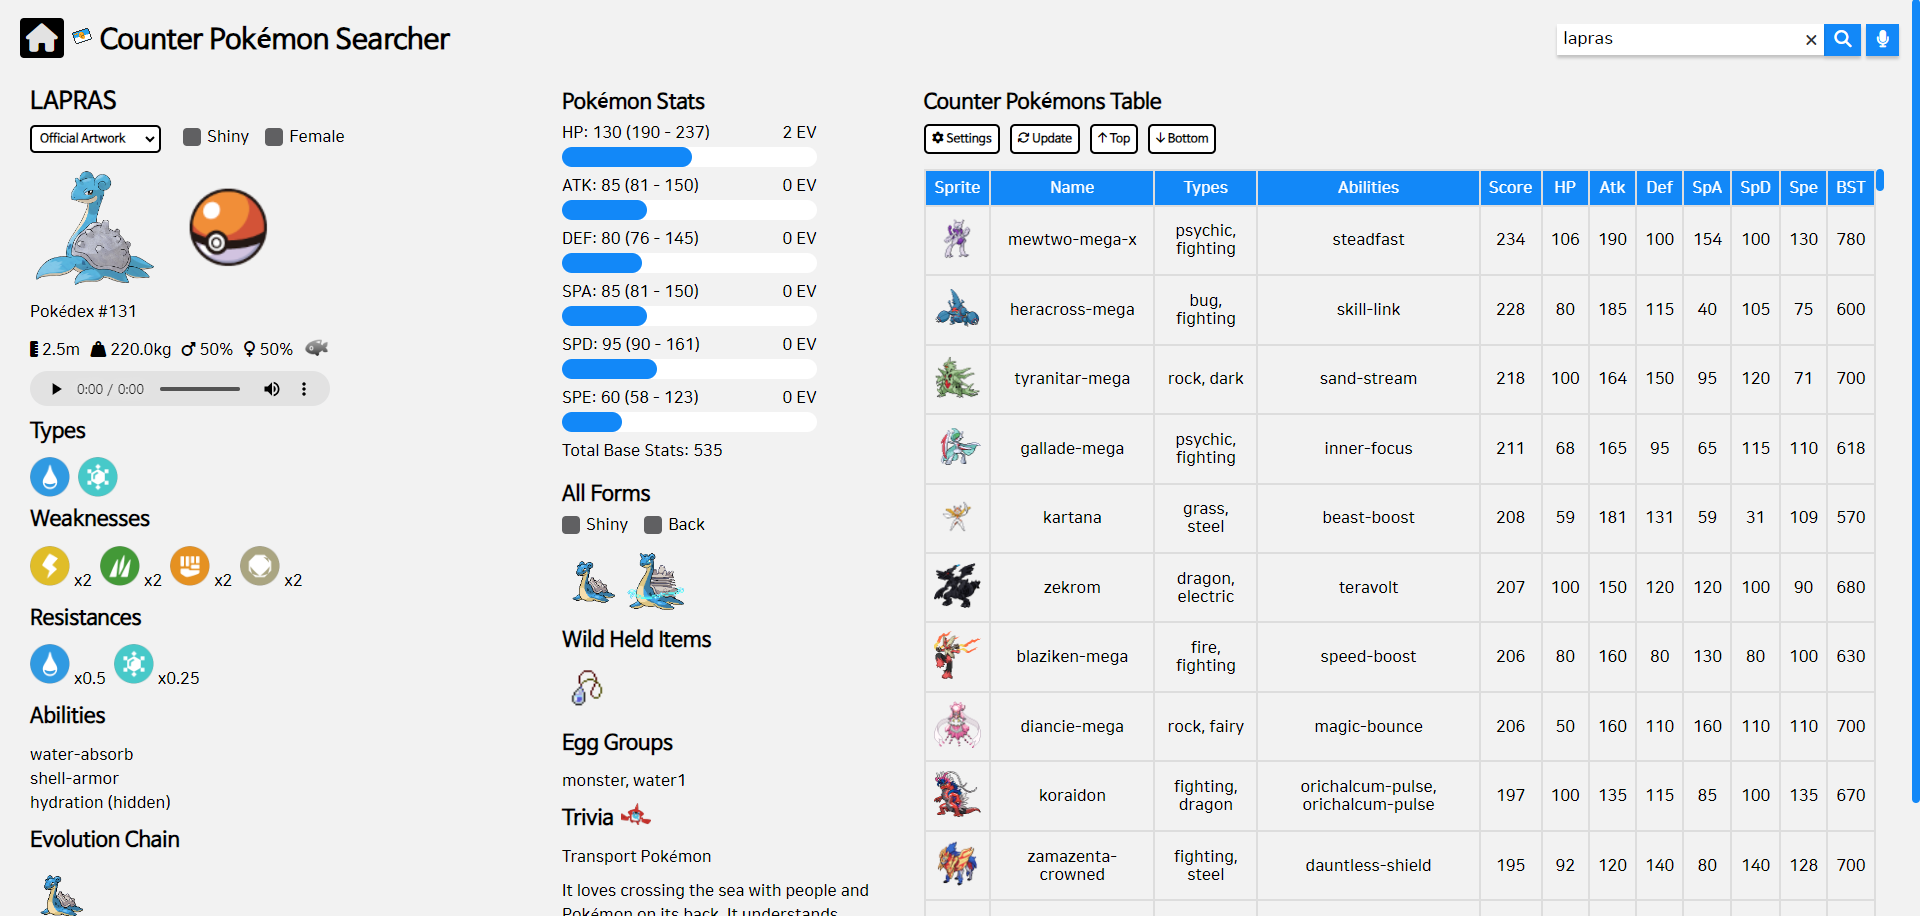 Counter Pokémon Searcher
lapras
LAPRAS
Official Artwork
Shiny
Female
Pokédex #131
2.5m 220.0kg 50% 50%
0:00 / 0:00
Types
Weaknesses
x2 x2 x2 x2
Resistances
x0.5 x0.25
Abilities
water-absorb
shell-armor
hydration (hidden)
Evolution Chain
Pokémon Stats
HP: 130 (190 - 237) 2 EV
ATK: 85 (81 - 150) 0 EV
DEF: 80 (76 - 145) 0 EV
SPA: 85 (81 - 150) 0 EV
SPD: 95 (90 - 161) 0 EV
SPE: 60 (58 - 123) 0 EV
Total Base Stats: 535
All Forms
Shiny Back
Wild Held Items
Egg Groups
monster, water1
Trivia
Transport Pokémon
It loves crossing the sea with people and
Pokémon on its back. It understands
Counter Pokémons Table
Settings Update Top Bottom
Sprite Name Types Abilities Score HP Atk Def SpA SpD Spe BST
mewtwo-mega-x psychic, fighting steadfast 234 106 190 100 154 100 130 780
heracross-mega bug, fighting skill-link 228 80 185 115 40 105 75 600
tyranitar-mega rock, dark sand-stream 218 100 164 150 95 120 71 700
gallade-mega psychic, fighting inner-focus 211 68 165 95 65 115 110 618
kartana grass, steel beast-boost 208 59 181 131 59 31 109 570
zekrom dragon, electric teravolt 207 100 150 120 120 100 90 680
blaziken-mega fire, fighting speed-boost 206 80 160 80 130 80 100 630
diancie-mega rock, fairy magic-bounce 206 50 160 110 160 110 110 700
koraidon fighting, dragon orichalcum-pulse, orichalcum-pulse 197 100 135 115 85 100 135 670
zamazenta-crowned fighting, steel dauntless-shield 195 92 120 140 80 140 128 700